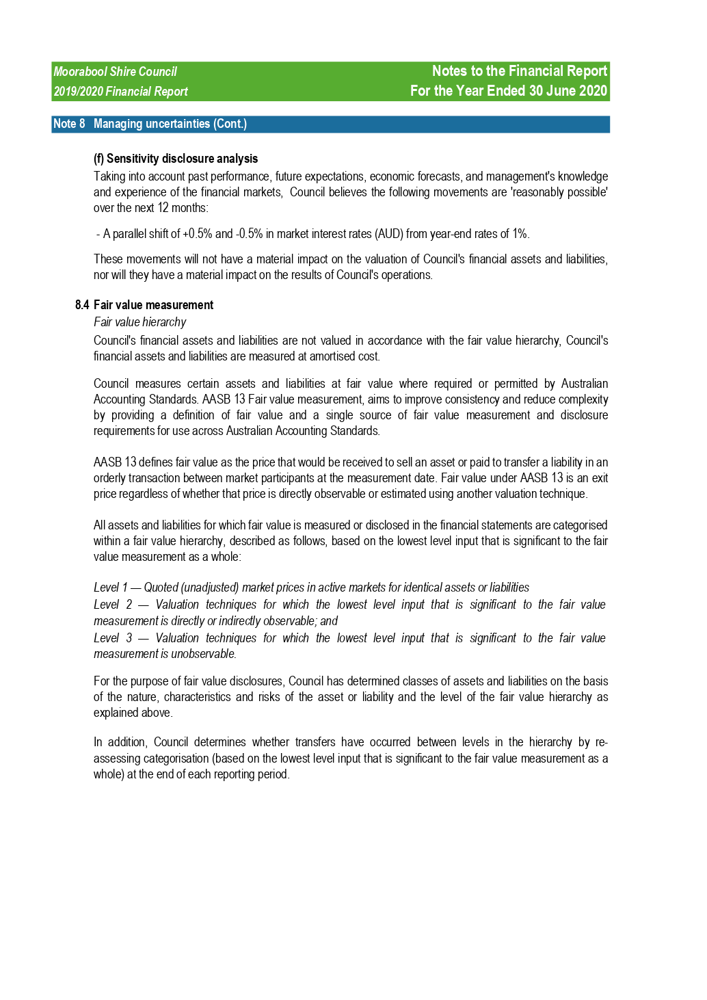 Moorabool Shire Council
Notes to the Financial Report
2019/2020 Financial Report
For the Year Ended 30 June 2020
Note 8 Managing uncertainties (Cont.)
(f) Sensitivity disclosure analysis
Taking into account past performance, future expectations, economic forecasts, and management's knowledge
and experience of the financial markets, Council believes the following movements are 'reasonably possible'
over the next 12 months:
- A parallel shift of +0.5% and -0.5% in market interest rates (AUD) from year-end rates of 1%.
These movements will not have a material impact on the valuation of Council's financial assets and liabilities,
nor will they have a material impact on the results of Council's operations.
8.4 Fair value measurement
Fair value hierarchy
Council's financial assets and liabilities are not valued in accordance with the fair value hierarchy, Council's
financial assets and liabilities are measured at amortised cost.
Council measures certain assets and liabilities at fair value where required or permitted by Australian
Accounting Standards. AASB 13 Fair value measurement, aims to improve consistency and reduce complexity
by providing a definition of fair value and a single source of fair value measurement and disclosure
requirements for use across Australian Accounting Standards.
AASB 13 defines fair value as the price that would be received to sell an asset or paid to transfer a liability in an
orderly transaction between market participants at the measurement date. Fair value under AASB 13 is an exit
price regardless of whether that price is directly observable or estimated using another valuation technique.
All assets and liabilities for which fair value is measured or disclosed in the financial statements are categorised
within a fair value hierarchy, described as follows, based on the lowest level input that is significant to the fair
value measurement as a whole:
Level 1 — Quoted (unadjusted) market prices in active markets for identical assets or liabilities
Level 2 — Valuation techniques for which the lowest level input that is significant to the fair value
measurement is directly or indirectly observable; and
Level 3 — Valuation techniques for which the lowest level input that is significant to the fair value
measurement is unobservable.
For the purpose of fair value disclosures, Council has determined classes of assets and liabilities on the basis
of the nature, characteristics and risks of the asset or liability and the level of the fair value hierarchy as
explained above.
In addition, Council determines whether transfers have occurred between levels in the hierarchy by re-
assessing categorisation (based on the lowest level input that is significant to the fair value measurement as a
whole) at the end of each reporting period.